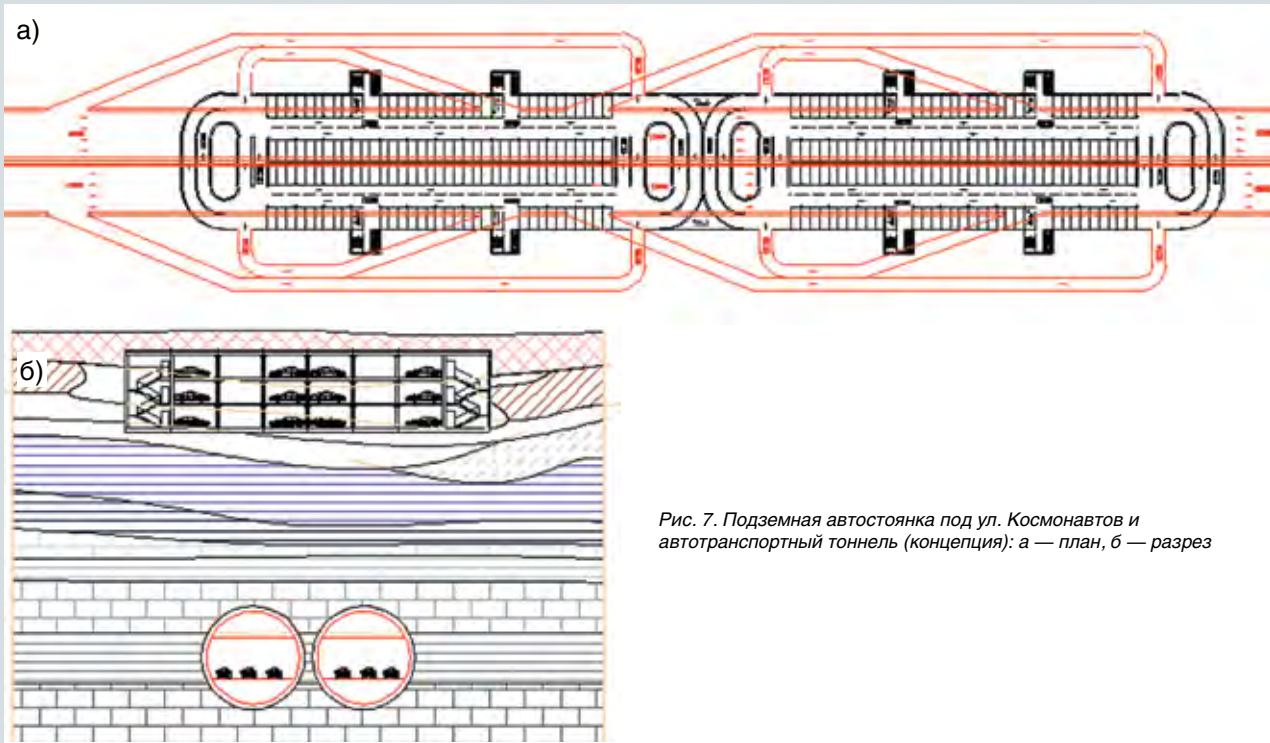 а)
б)
Рис. 7. Подземная автостоянка под ул. Космонавтов и
автотранспортный тоннель (концепция): а — план, б — разрез